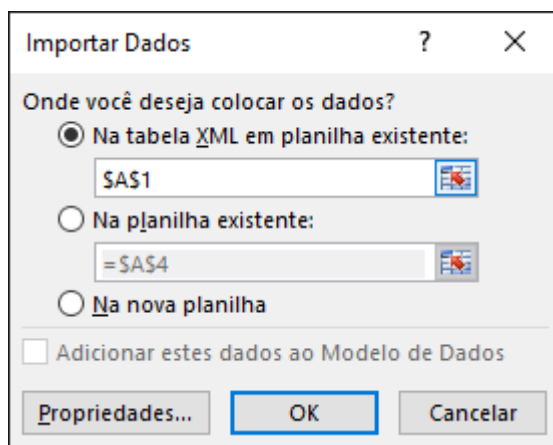 Importar Dados
?
Onde você deseja colocar os dados?
Na tabela XML em planilha existente:
$A$1
Na planilha existente:
=$A$4
Na nova planilha
Adicionar estes dados ao Modelo de Dados
Propriedades... OK Cancelar